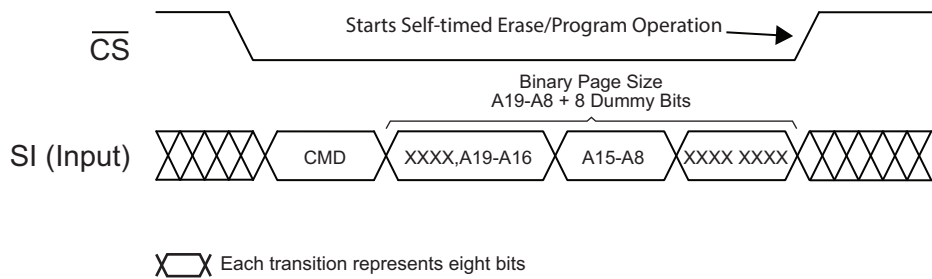 Starts Self-timed Erase/Program Operation
CS
Binary Page Size
A19-A8 + 8 Dummy Bits
SI (Input)
CMD
XXXX,A19-A16
A15-A8
XXXX XXXX
Each transition represents eight bits